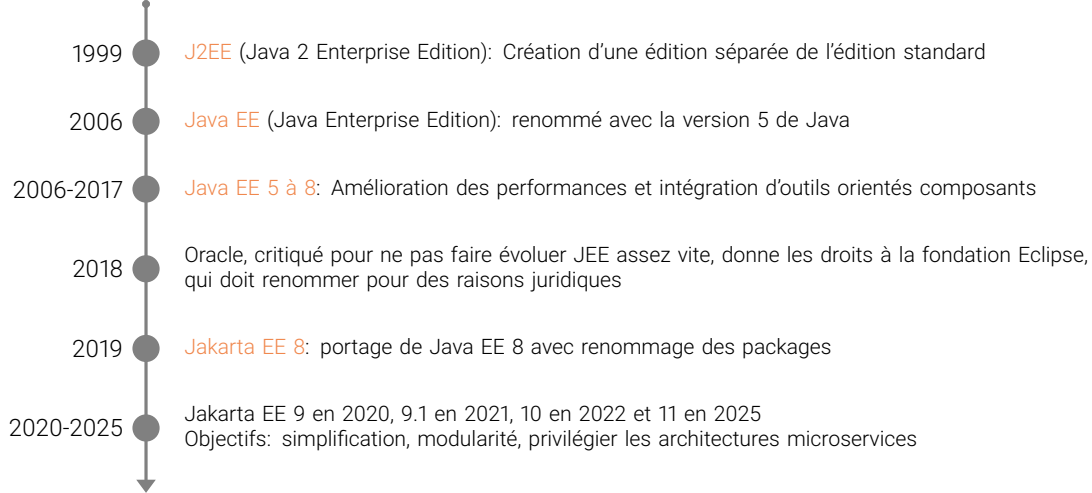 1999 J2EE (Java 2 Enterprise Edition): Création d'une édition séparée de l'édition standard
2006 Java EE (Java Enterprise Edition): renommé avec la version 5 de Java
2006-2017 Java EE 5 à 8: Amélioration des performances et intégration d'outils orientés composants
2018 Oracle, critiqué pour ne pas faire évoluer JEE assez vite, donne les droits à la fondation Eclipse,
qui doit renommer pour des raisons juridiques
2019 Jakarta EE 8: portage de Java EE 8 avec renommage des packages
2020-2025 Jakarta EE 9 en 2020, 9.1 en 2021, 10 en 2022 et 11 en 2025
Objectifs: simplification, modularité, privilégier les architectures microservices